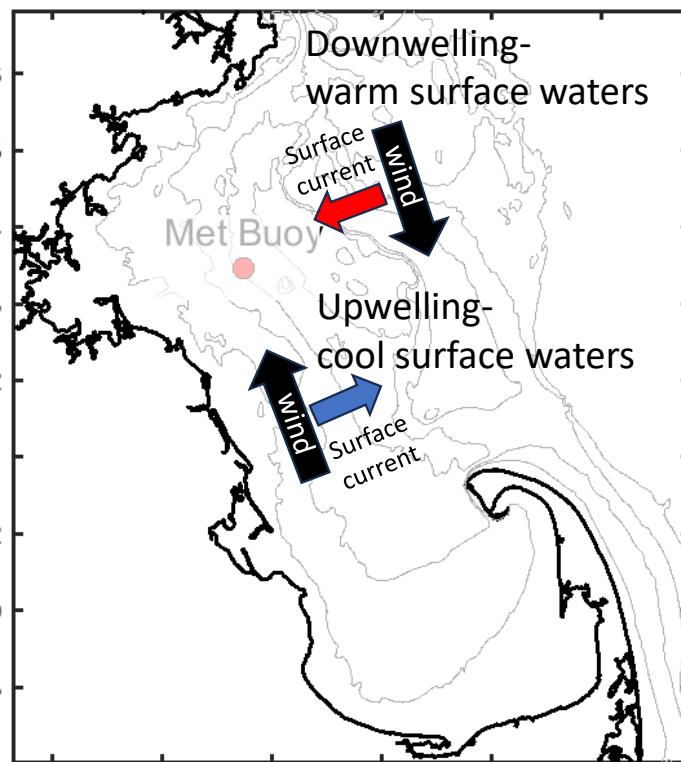 Downwelling-
warm surface waters
Surface
current
wind
Met Buoy
Upwelling-
cool surface waters
wind
Surface
current